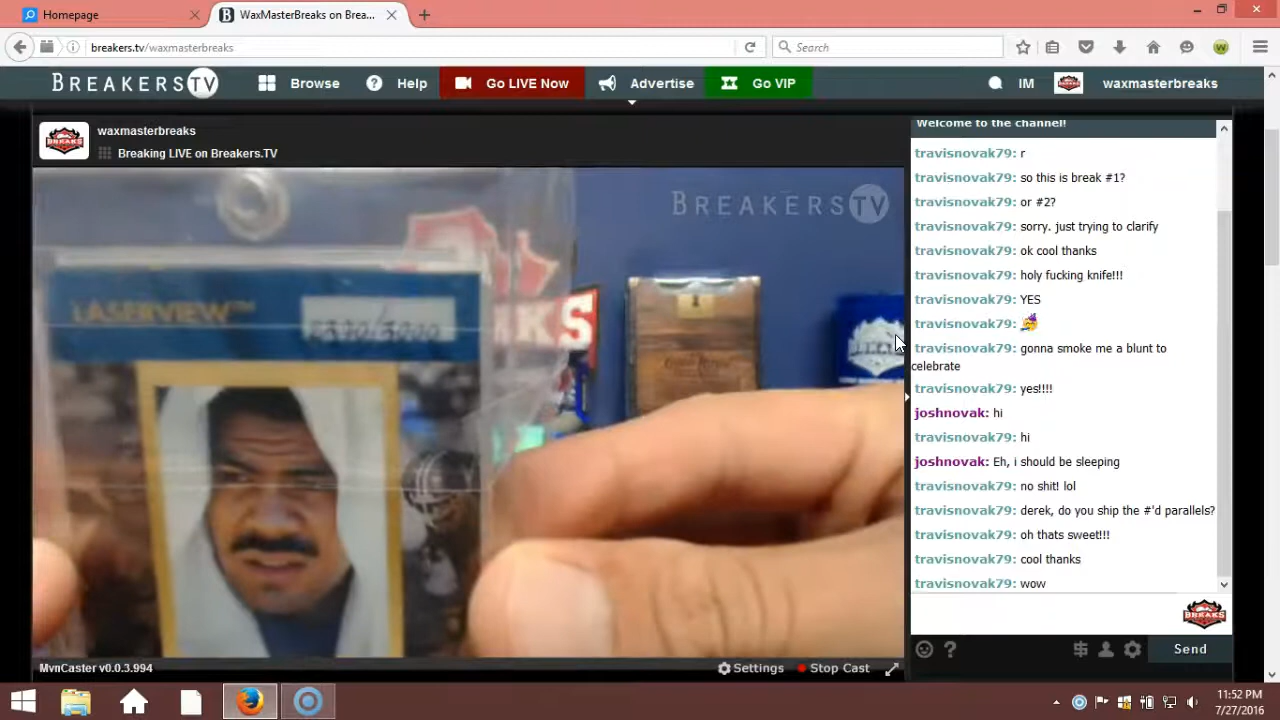 Homepage
WaxMasterBreaks on Brea...
breakers.tv/waxmasterbreaks
Search
BREAKERSTV
Browse
Help
Go LIVE Now
Advertise
Go VIP
IM
waxmasterbreaks
waxmasterbreaks
Breaking LIVE on Breakers.TV
BREAKERSTV
LASERVIEW™
KS
Welcome to the channel!
travisnovak79: r
travisnovak79: so this is break #1?
travisnovak79: or #2?
travisnovak79: sorry. just trying to clarify
travisnovak79: ok cool thanks
travisnovak79: holy fucking knife!!!
travisnovak79: YES
travisnovak79:
travisnovak79: gonna smoke me a blunt to
celebrate
travisnovak79: yes!!!!
joshnovak: hi
travisnovak79: hi
joshnovak: Eh, i should be sleeping
travisnovak79: no shit! lol
travisnovak79: derek, do you ship the #'d parallels?
travisnovak79: oh thats sweet!!!
travisnovak79: cool thanks
travisnovak79: wow
BREAKS
Send
MvnCaster v0.0.3.994
Settings
Stop Cast
11:52 PM
7/27/2016